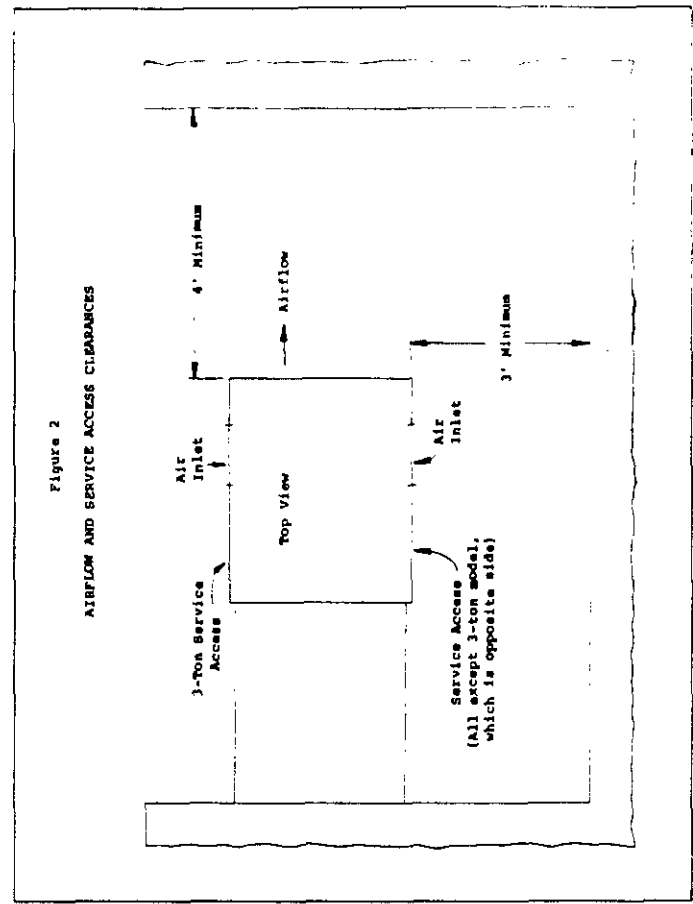 Figure 2
AIRFLOW AND SERVICE ACCESS CLEARANCES
4' Minimum
Air
Inlet
Airflow
3-Ton Service
Access
Top View
Air
Inlet
3' Minimum
Service Access
(All except 3-ton model,
which is opposite side)